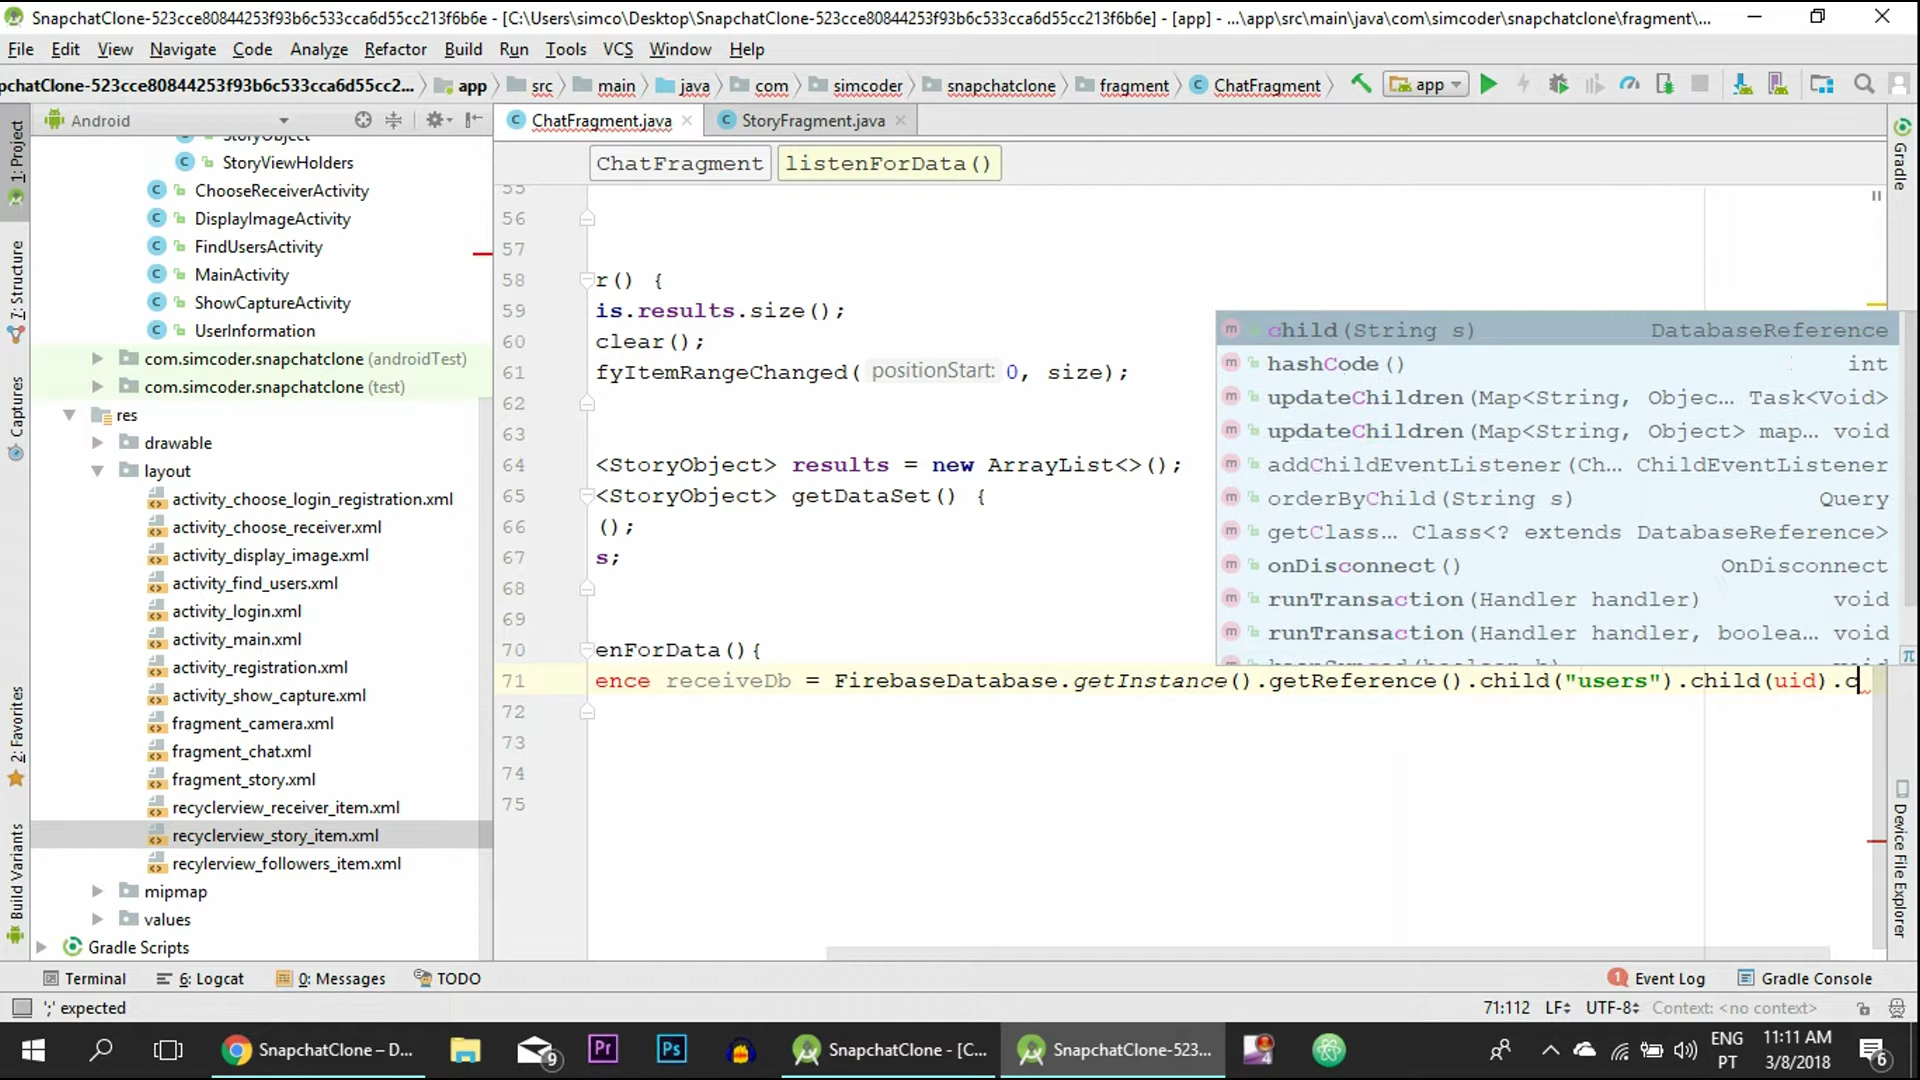 SnapchatClone-523cce80844253f93b6c533cca6d55cc213f6b6e - [C:\Users\simco\Desktop\SnapchatClone-523cce80844253f93b6c533cca6d55cc213f6b6e] - [app] - ...\app\src\main\java\com\simcoder\snapchatclone\fragment\...
File Edit View Navigate Code Analyze Refactor Build Run Tools VCS Window Help
pchatClone-523cce80844253f93b6c533cca6d55cc2... app src main java com simcoder snapchatclone fragment ChatFragment app
Android
ChatFragment.java StoryFragment.java
ChatFragment listenForData()
1: Project
7: Structure
Captures
2: Favorites
Build Variants
StoryObject
StoryViewHolders
ChooseReceiverActivity
DisplayImageActivity
FindUsersActivity
MainActivity
ShowCaptureActivity
UserInformation
com.simcoder.snapchatclone (androidTest)
com.simcoder.snapchatclone (test)
res
drawable
layout
activity_choose_login_registration.xml
activity_choose_receiver.xml
activity_display_image.xml
activity_find_users.xml
activity_login.xml
activity_main.xml
activity_registration.xml
activity_show_capture.xml
fragment_camera.xml
fragment_chat.xml
fragment_story.xml
recyclerview_receiver_item.xml
recyclerview_story_item.xml
recylerview_followers_item.xml
mipmap
values
Gradle Scripts
55
56
57
58 r() {
59 is.results.size();
60 clear();
61 fyItemRangeChanged( positionStart: 0, size);
62
63
64 <StoryObject> results = new ArrayList<>();
65 <StoryObject> getDataSet() {
66 ();
67 s;
68
69
70 enForData(){
71 ence receiveDb = FirebaseDatabase.getInstance().getReference().child("users").child(uid).c
72
73
74
75
child(String s) DatabaseReference
hashCode() int
updateChildren(Map<String, Objec... Task<Void>
updateChildren(Map<String, Object> map... void
addChildEventListener(Ch... ChildEventListener
orderByChild(String s) Query
getClass... Class<? extends DatabaseReference>
onDisconnect() OnDisconnect
runTransaction(Handler handler) void
runTransaction(Handler handler, boolea... void
Gradle
Device File Explorer
Terminal 6: Logcat 0: Messages TODO 1 Event Log Gradle Console
';' expected 71:112 LF UTF-8 Context: <no context>
SnapchatClone – D... 9 Pr Ps SnapchatClone - [C... SnapchatClone-523... 4 ENG 11:11 AM
PT 3/8/2018 6